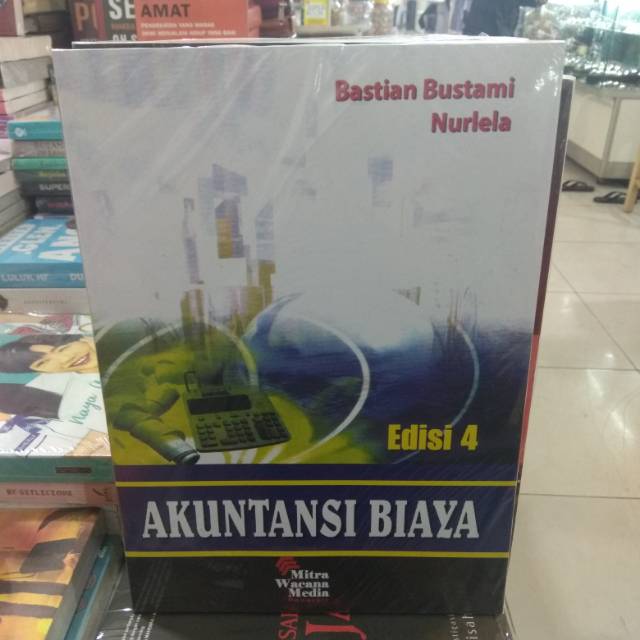 AMAT
Bastian Bustami
Nurlela
Edisi 4
AKUNTANSI BIAYA
Mitra
Wacana
Media